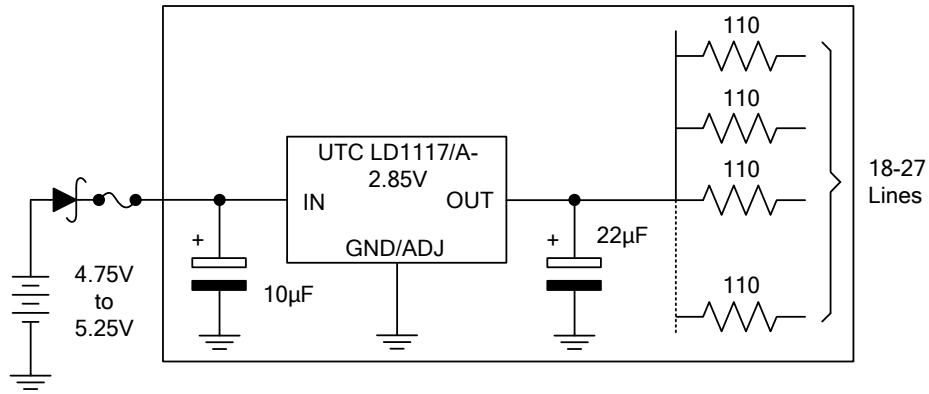 110
110
UTC LD1117/A-
2.85V
110
18-27
Lines
IN
OUT
+
GND/ADJ
+
22μF
4.75V
to
5.25V
10μF
110